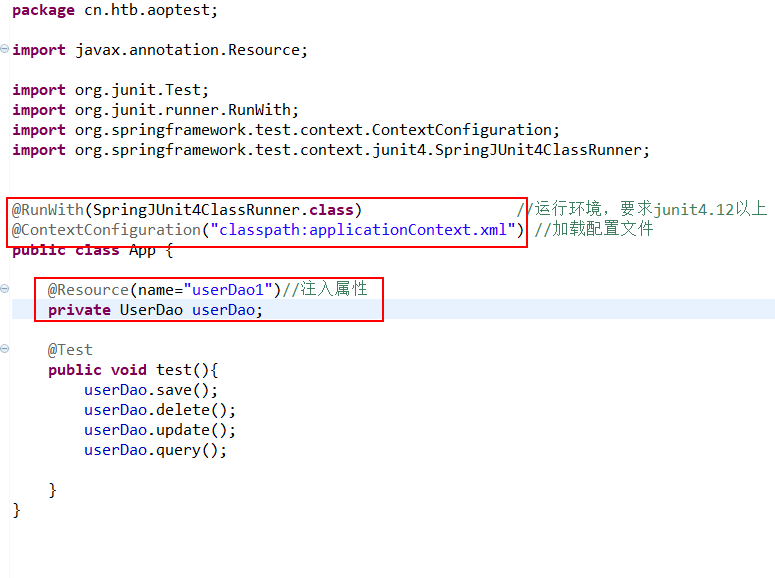 package cn.htb.aoptest;
import javax.annotation.Resource;
import org.junit.Test;
import org.junit.runner.RunWith;
import org.springframework.test.context.ContextConfiguration;
import org.springframework.test.context.junit4.SpringJUnit4ClassRunner;
@RunWith(SpringJUnit4ClassRunner.class) //运行环境，要求junit4.12以上
@ContextConfiguration("classpath:applicationContext.xml") //加载配置文件
public class App {
@Resource(name="userDao1")//注入属性
private UserDao userDao;
@Test
public void test(){
userDao.save();
userDao.delete();
userDao.update();
userDao.query();
}
}